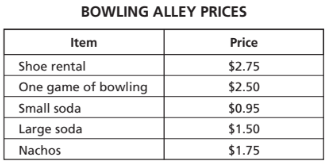 BOWLING ALLEY PRICES
Item Price
Shoe rental $2.75
One game of bowling $2.50
Small soda $0.95
Large soda $1.50
Nachos $1.75